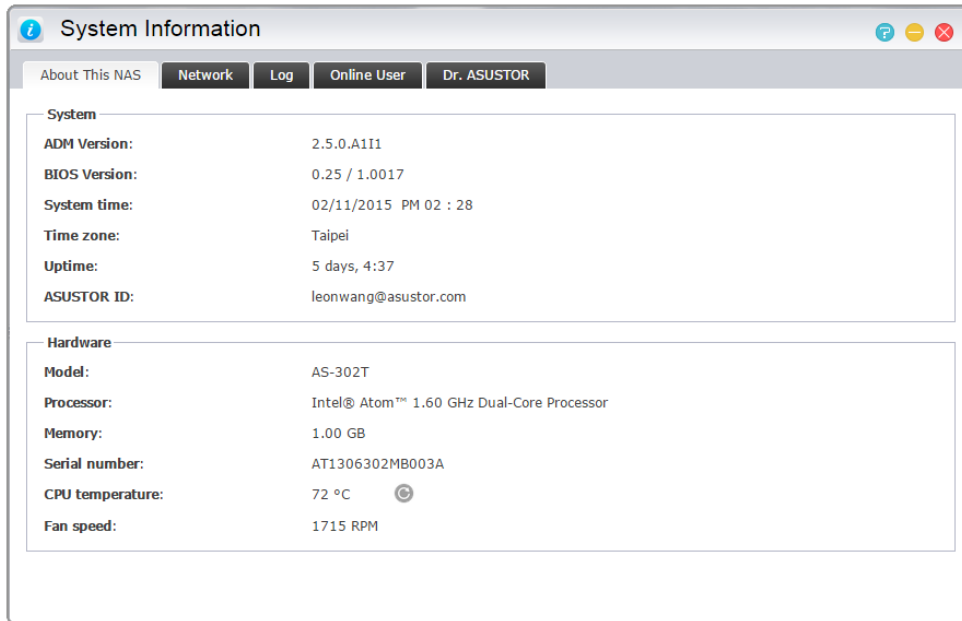 System Information
About This NAS Network Log Online User Dr. ASUSTOR
System
ADM Version: 2.5.0.A1I1
BIOS Version: 0.25 / 1.0017
System time: 02/11/2015 PM 02 : 28
Time zone: Taipei
Uptime: 5 days, 4:37
ASUSTOR ID: leonwang@asustor.com
Hardware
Model: AS-302T
Processor: Intel® Atom™ 1.60 GHz Dual-Core Processor
Memory: 1.00 GB
Serial number: AT1306302MB003A
CPU temperature: 72 °C
Fan speed: 1715 RPM